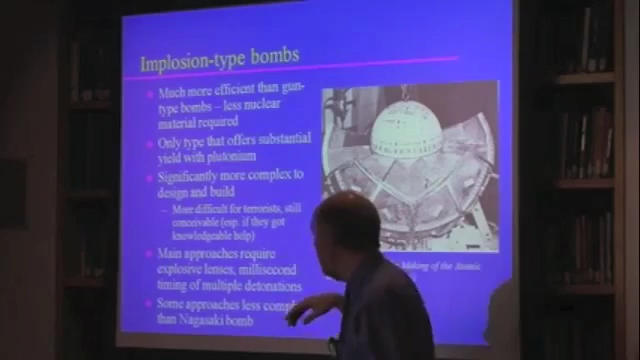 Implosion-type bombs
Much more efficient than gun-
type bombs – less nuclear
material required
Only type that offers substantial
yield with plutonium
Significantly more complex to
design and build
– More difficult for terrorists, still
conceivable (esp. if they got
knowledgeable help)
Main approaches require
explosive lenses, millisecond
timing of multiple detonations
Some approaches less
than Nagasaki bomb
Making of the Atomic